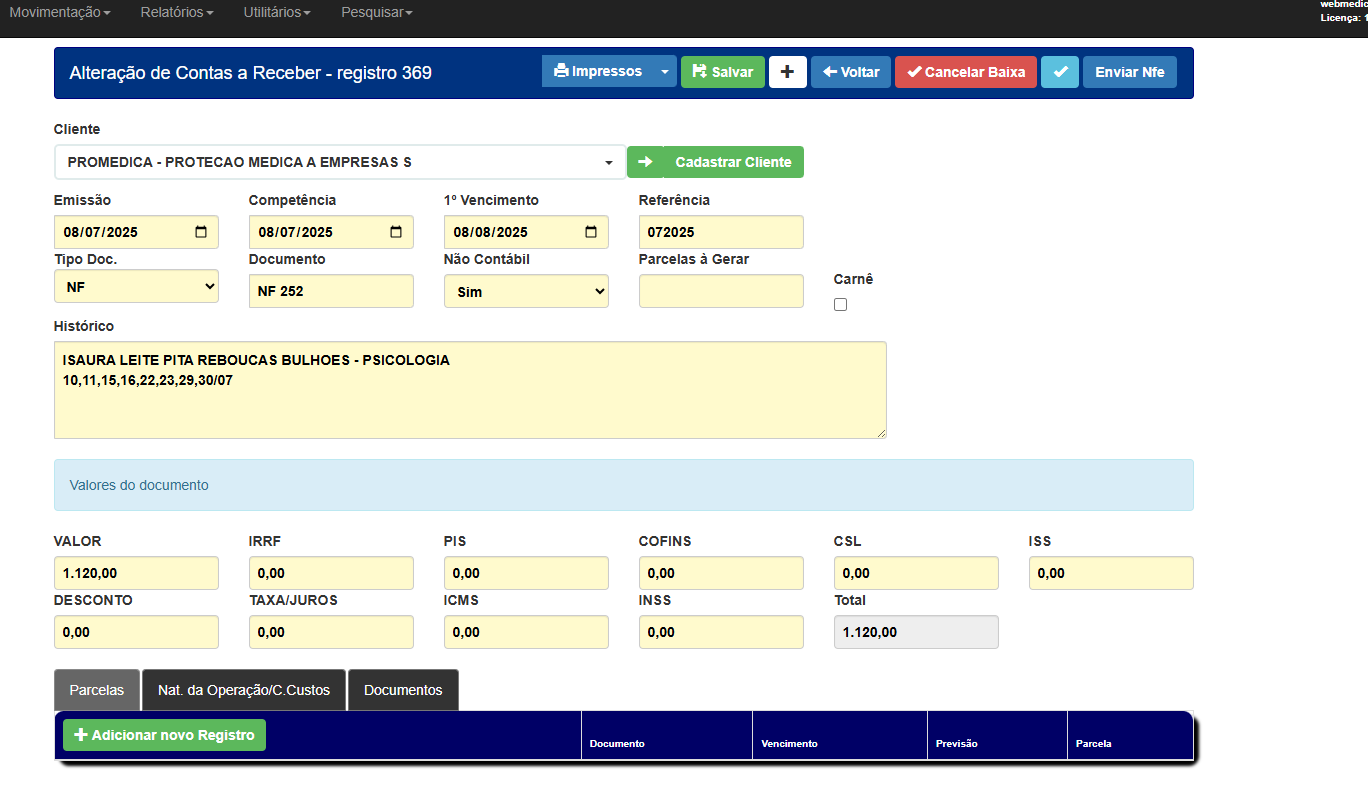 Movimentação Relatórios Utilitários Pesquisar
webmedic
Licença: 1
Alteração de Contas a Receber - registro 369 Impressos Salvar Voltar Cancelar Baixa Enviar Nfe
Cliente
PROMEDICA - PROTECAO MEDICA A EMPRESAS S Cadastrar Cliente
Emissão Competência 1º Vencimento Referência
08/07/2025 08/07/2025 08/08/2025 072025
Tipo Doc. Documento Não Contábil Parcelas à Gerar
Carnê
NF NF 252 Sim
Histórico
ISAURA LEITE PITA REBOUCAS BULHOES - PSICOLOGIA
10,11,15,16,22,23,29,30/07
Valores do documento
VALOR IRRF PIS COFINS CSL ISS
1.120,00 0,00 0,00 0,00 0,00 0,00
DESCONTO TAXA/JUROS ICMS INSS Total
0,00 0,00 0,00 0,00 1.120,00
Parcelas Nat. da Operação/C.Custos Documentos
Adicionar novo Registro Documento Vencimento Previsão Parcela